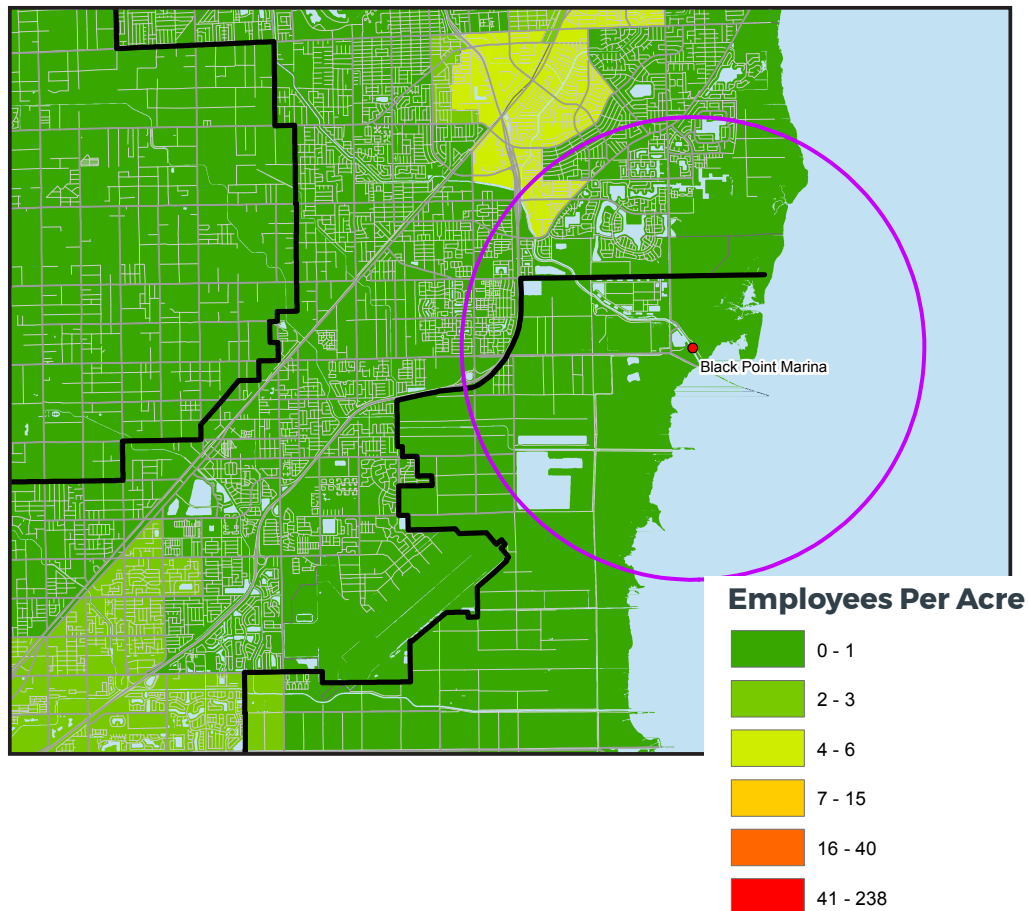 Black Point Marina
Employees Per Acre
0 - 1
2 - 3
4 - 6
7 - 15
16 - 40
41 - 238